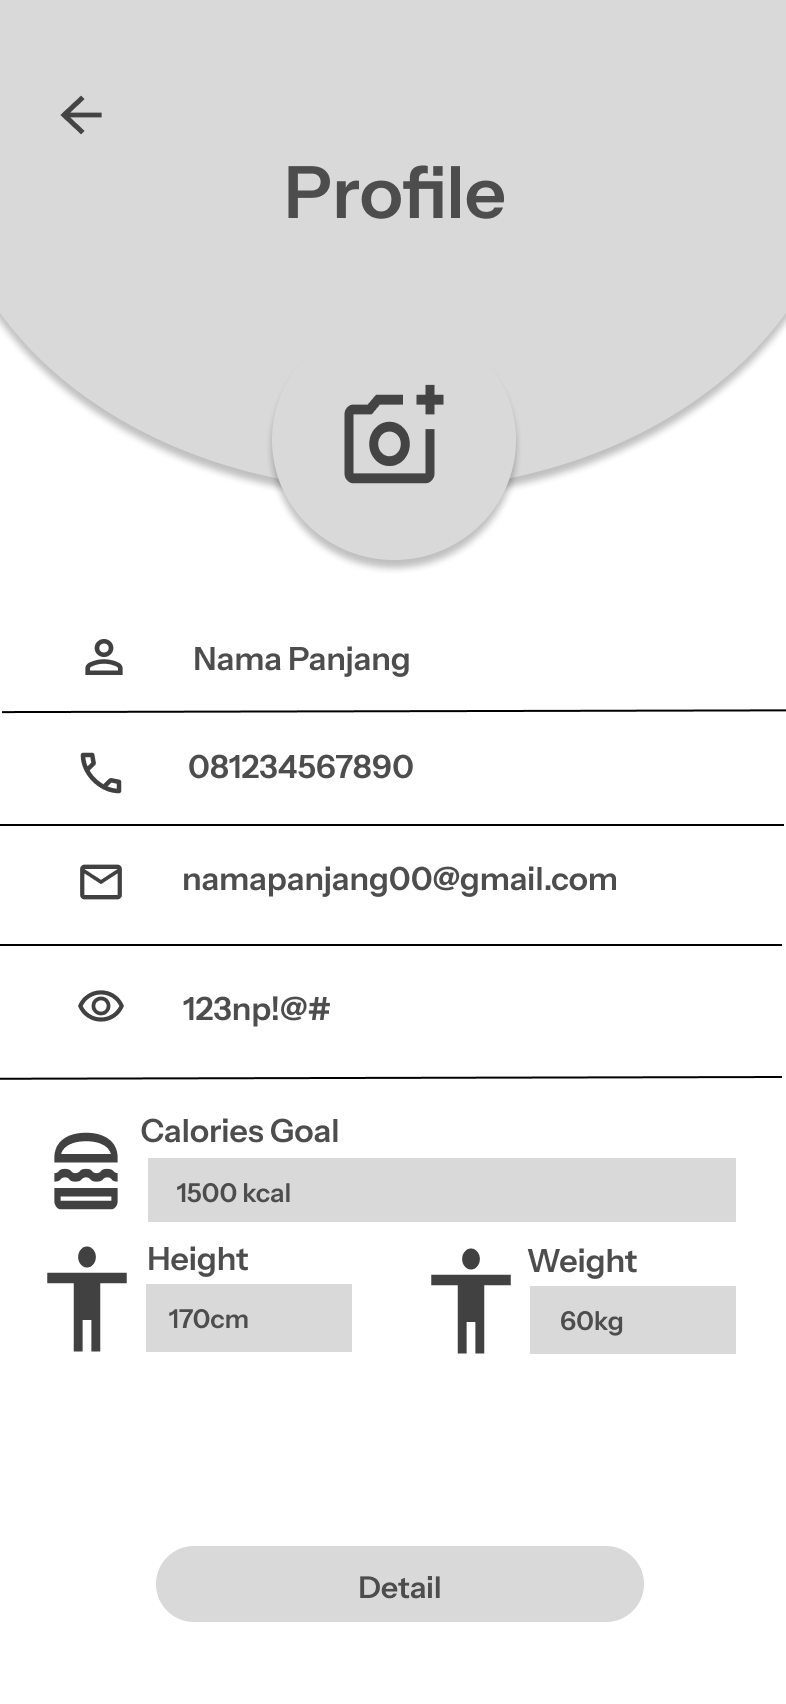 Profile
Nama Panjang
081234567890
namapanjang00@gmail.com
123np!@#
Calories Goal
1500 kcal
Height
Weight
170cm
60kg
Detail